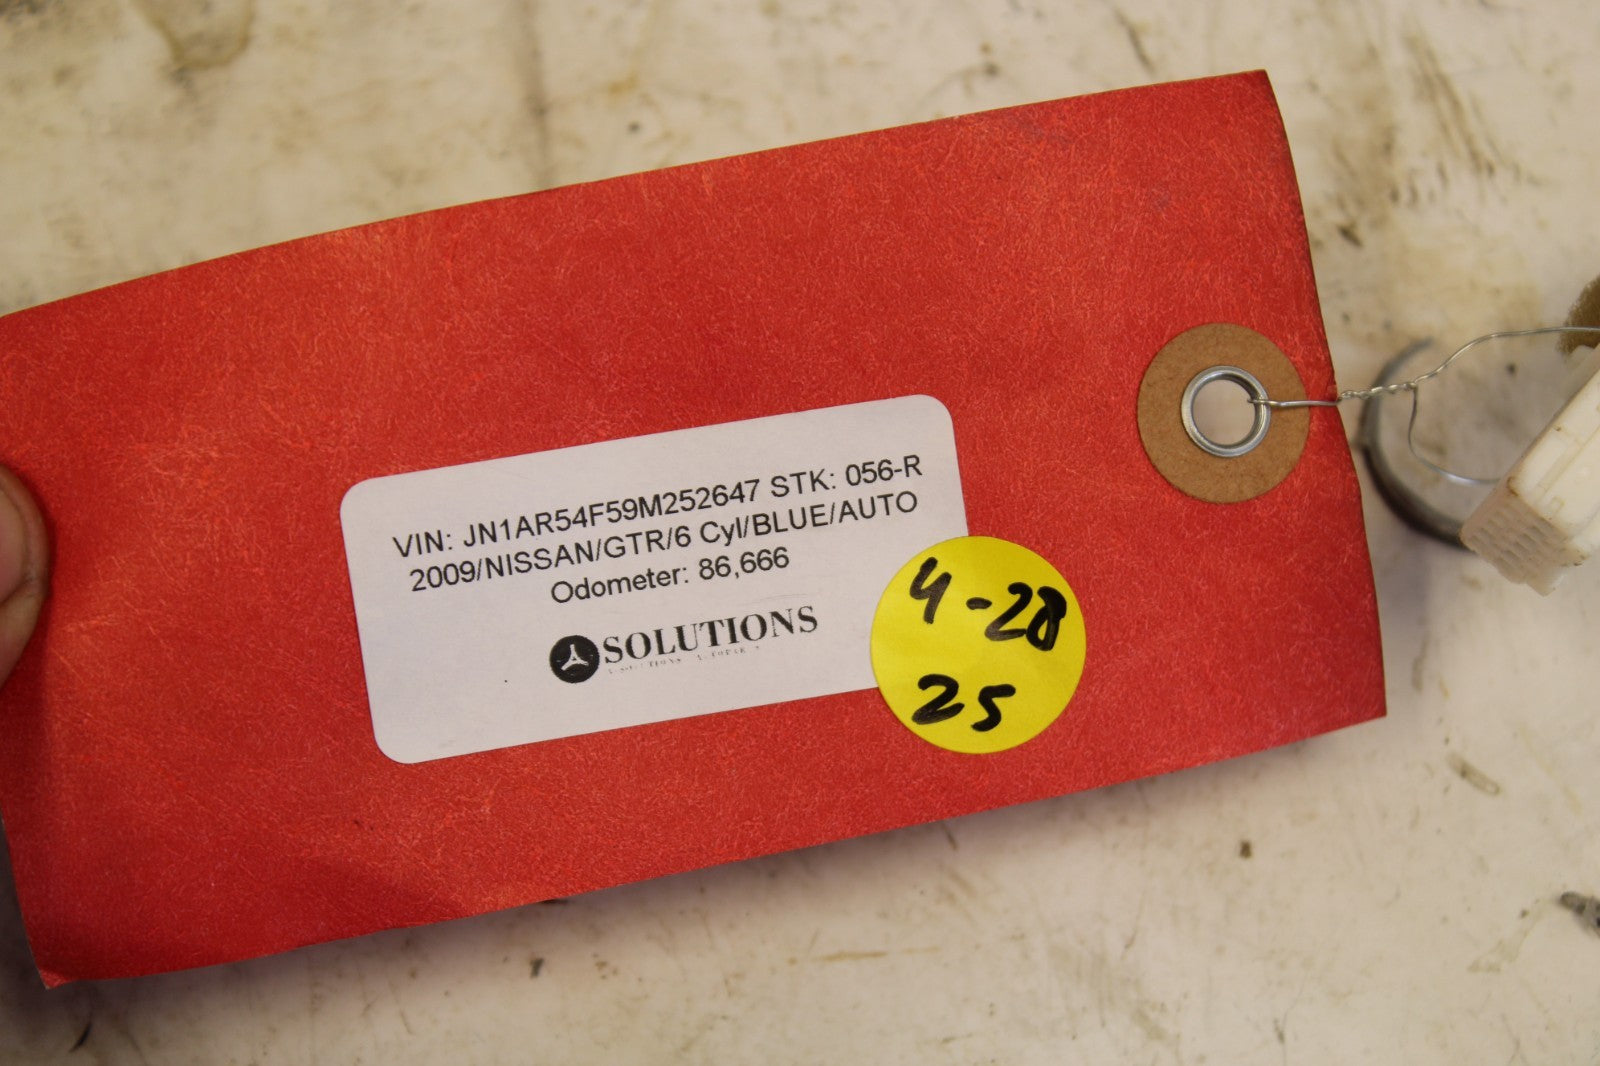 VIN: JN1AR54F59M252647 STK: 056-R
2009/NISSAN/GTR/6 Cyl/BLUE/AUTO
Odometer: 86,666
SOLUTIONS
4-28
25